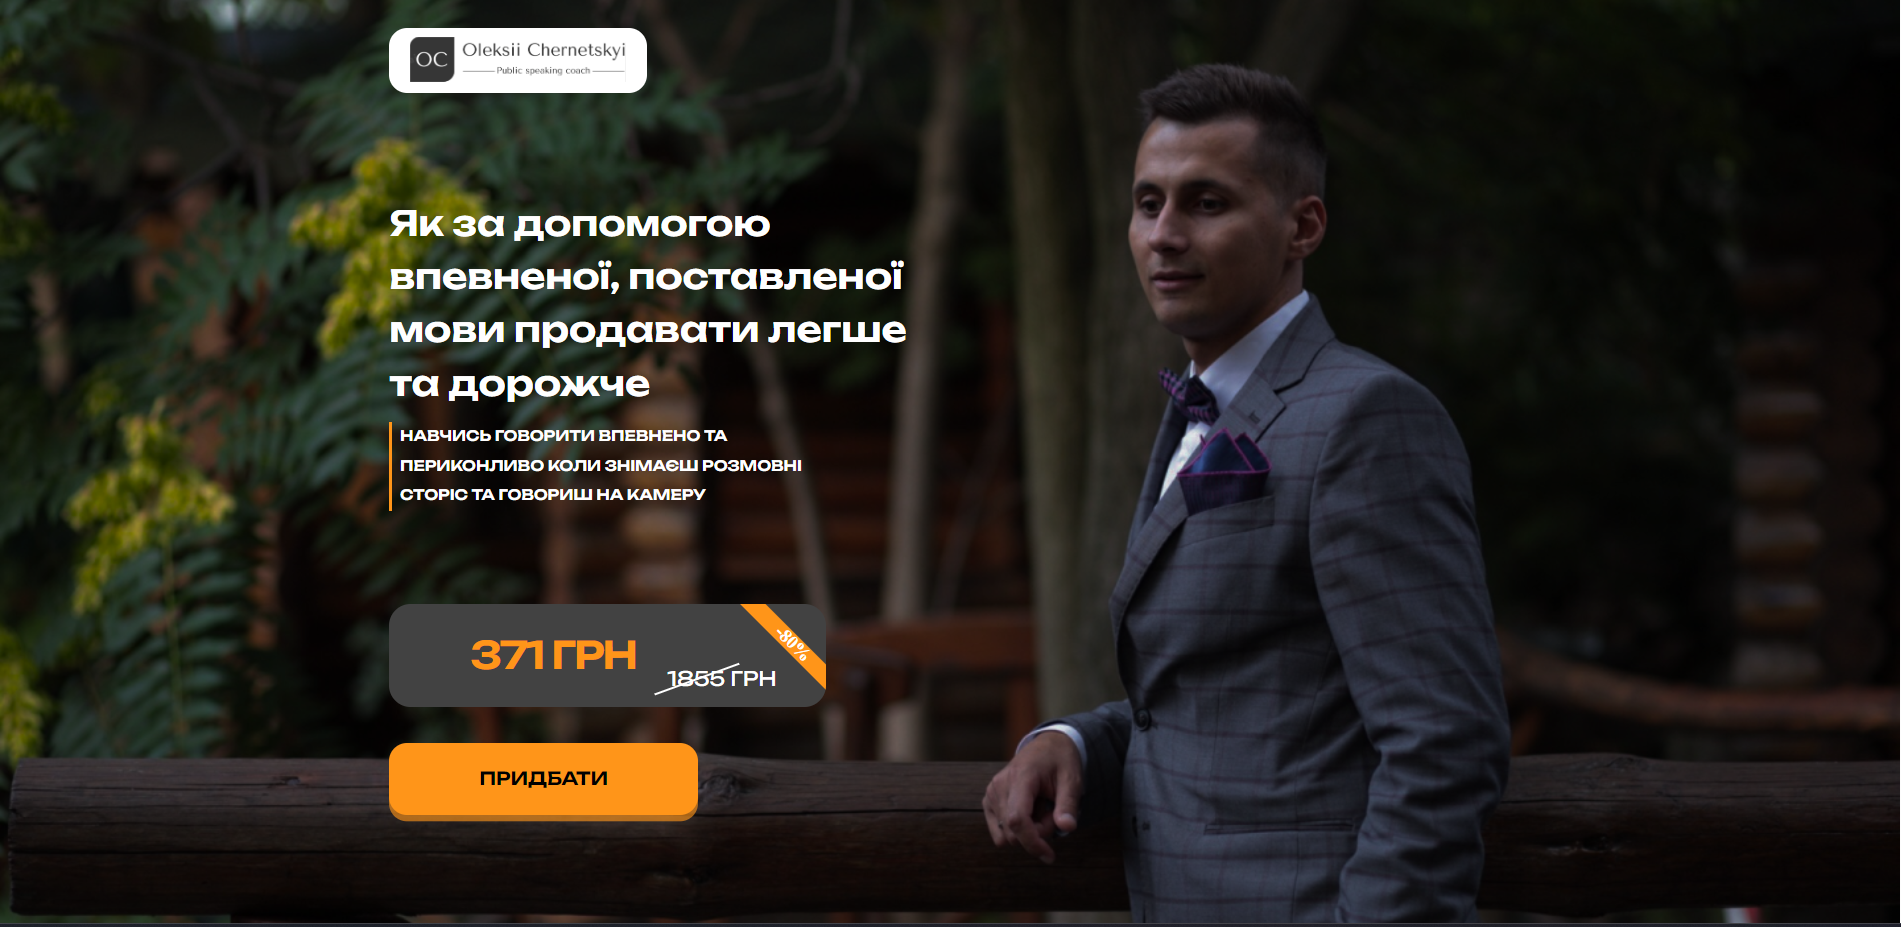 OC
Oleksii Chernetskyi
Public speaking coach
Як за допомогою
впевненої, поставленої
мови продавати легше
та дорожче
НАВЧИСЬ ГОВОРИТИ ВПЕВНЕНО ТА
ПЕРИКОНЛИВО КОЛИ ЗНІМАЄШ РОЗМОВНІ
СТОРІС ТА ГОВОРИШ НА КАМЕРУ
371 ГРН
1855 ГРН
-80%
ПРИДБАТИ